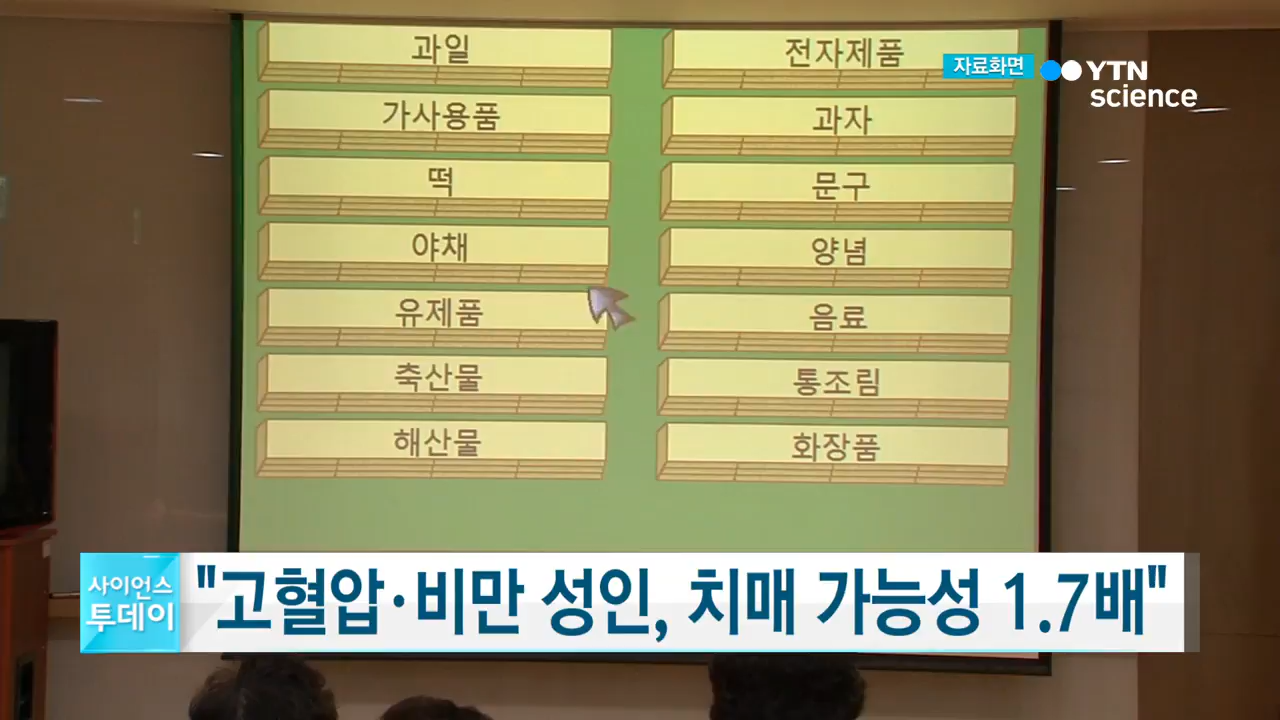 과일
전자제품
자료화면
YTN
science
가사용품
과자
떡
문구
야채
양념
유제품
음료
축산물
통조림
해산물
화장품
사이언스
투데이
"고혈압·비만 성인, 치매 가능성 1.7배"